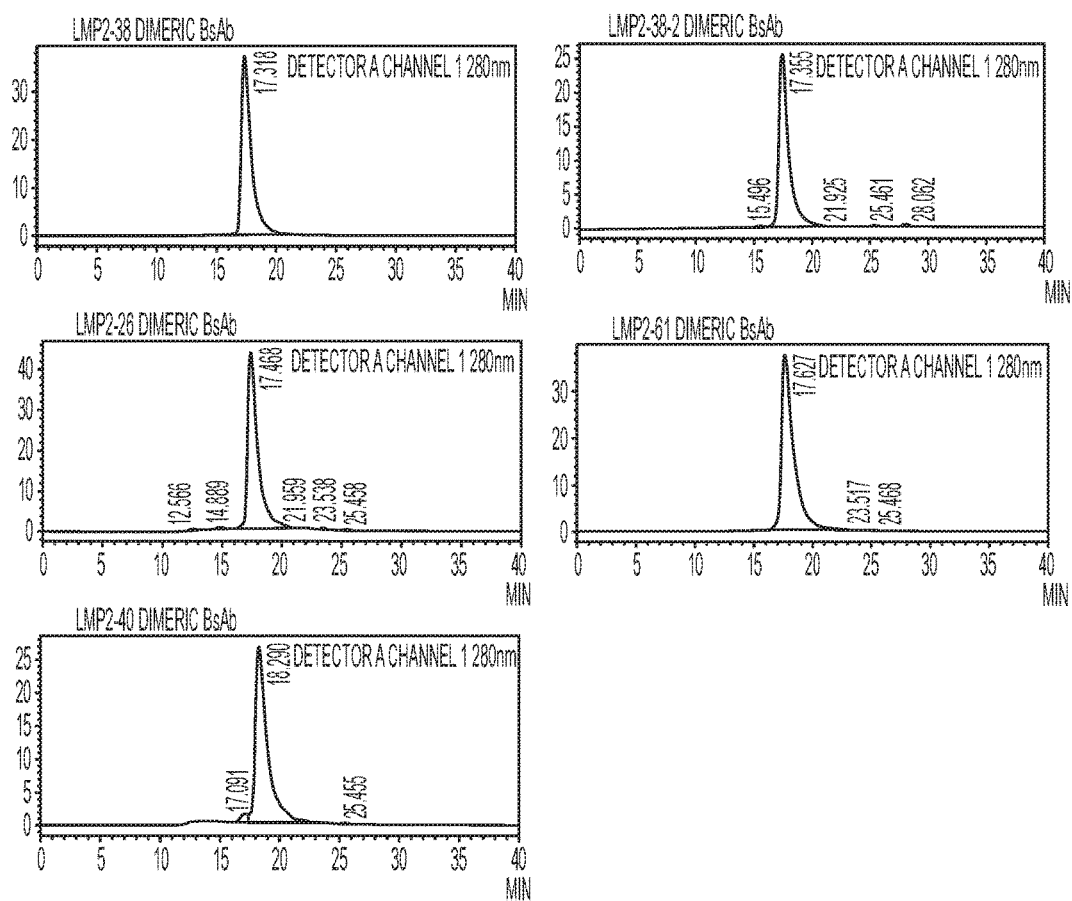 LMP2-38 DIMERIC BsAb
DETECTOR A CHANNEL 1 280nm
17.318
30
20
10
0
0 5 10 15 20 25 30 35 40
MIN
LMP2-38-2 DIMERIC BsAb
DETECTOR A CHANNEL 1 280nm
17.355
15.496
21.925
25.461
28.062
25
20
15
10
5
0
0 5 10 15 20 25 30 35 40
MIN
LMP2-26 DIMERIC BsAb
DETECTOR A CHANNEL 1 280nm
17.468
12.566
14.889
21.959
23.538
25.458
40
30
20
10
0
0 5 10 15 20 25 30 35 40
MIN
LMP2-61 DIMERIC BsAb
DETECTOR A CHANNEL 1 280nm
17.627
23.517
25.468
30
20
10
0
0 5 10 15 20 25 30 35 40
MIN
LMP2-40 DIMERIC BsAb
DETECTOR A CHANNEL 1 280nm
18.290
17.091
25.455
25
20
15
10
5
0
0 5 10 15 20 25 30 35 40
MIN